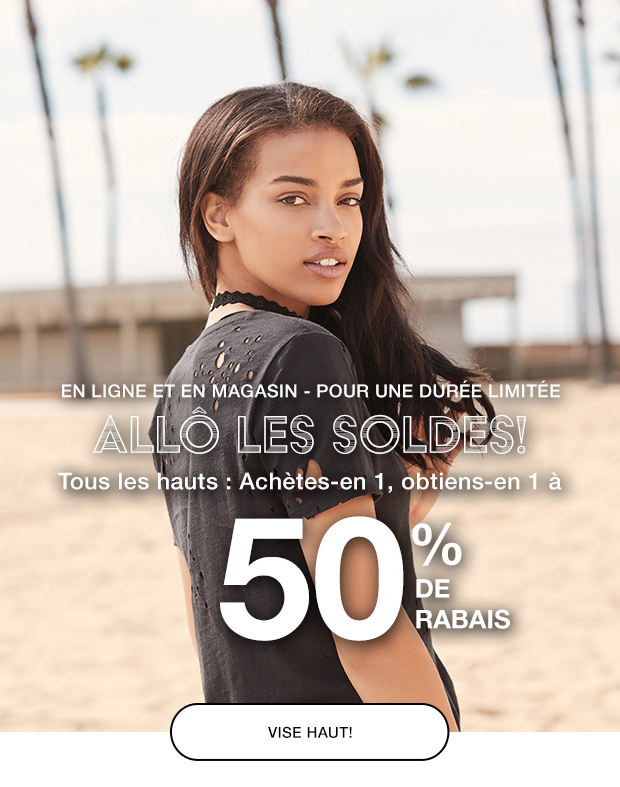 EN LIGNE ET EN MAGASIN - POUR UNE DURÉE LIMITÉE
ALLÔ LES SOLDES!
Tous les hauts : Achètes-en 1, obtiens-en 1 à
50%
DE
RABAIS
VISE HAUT!